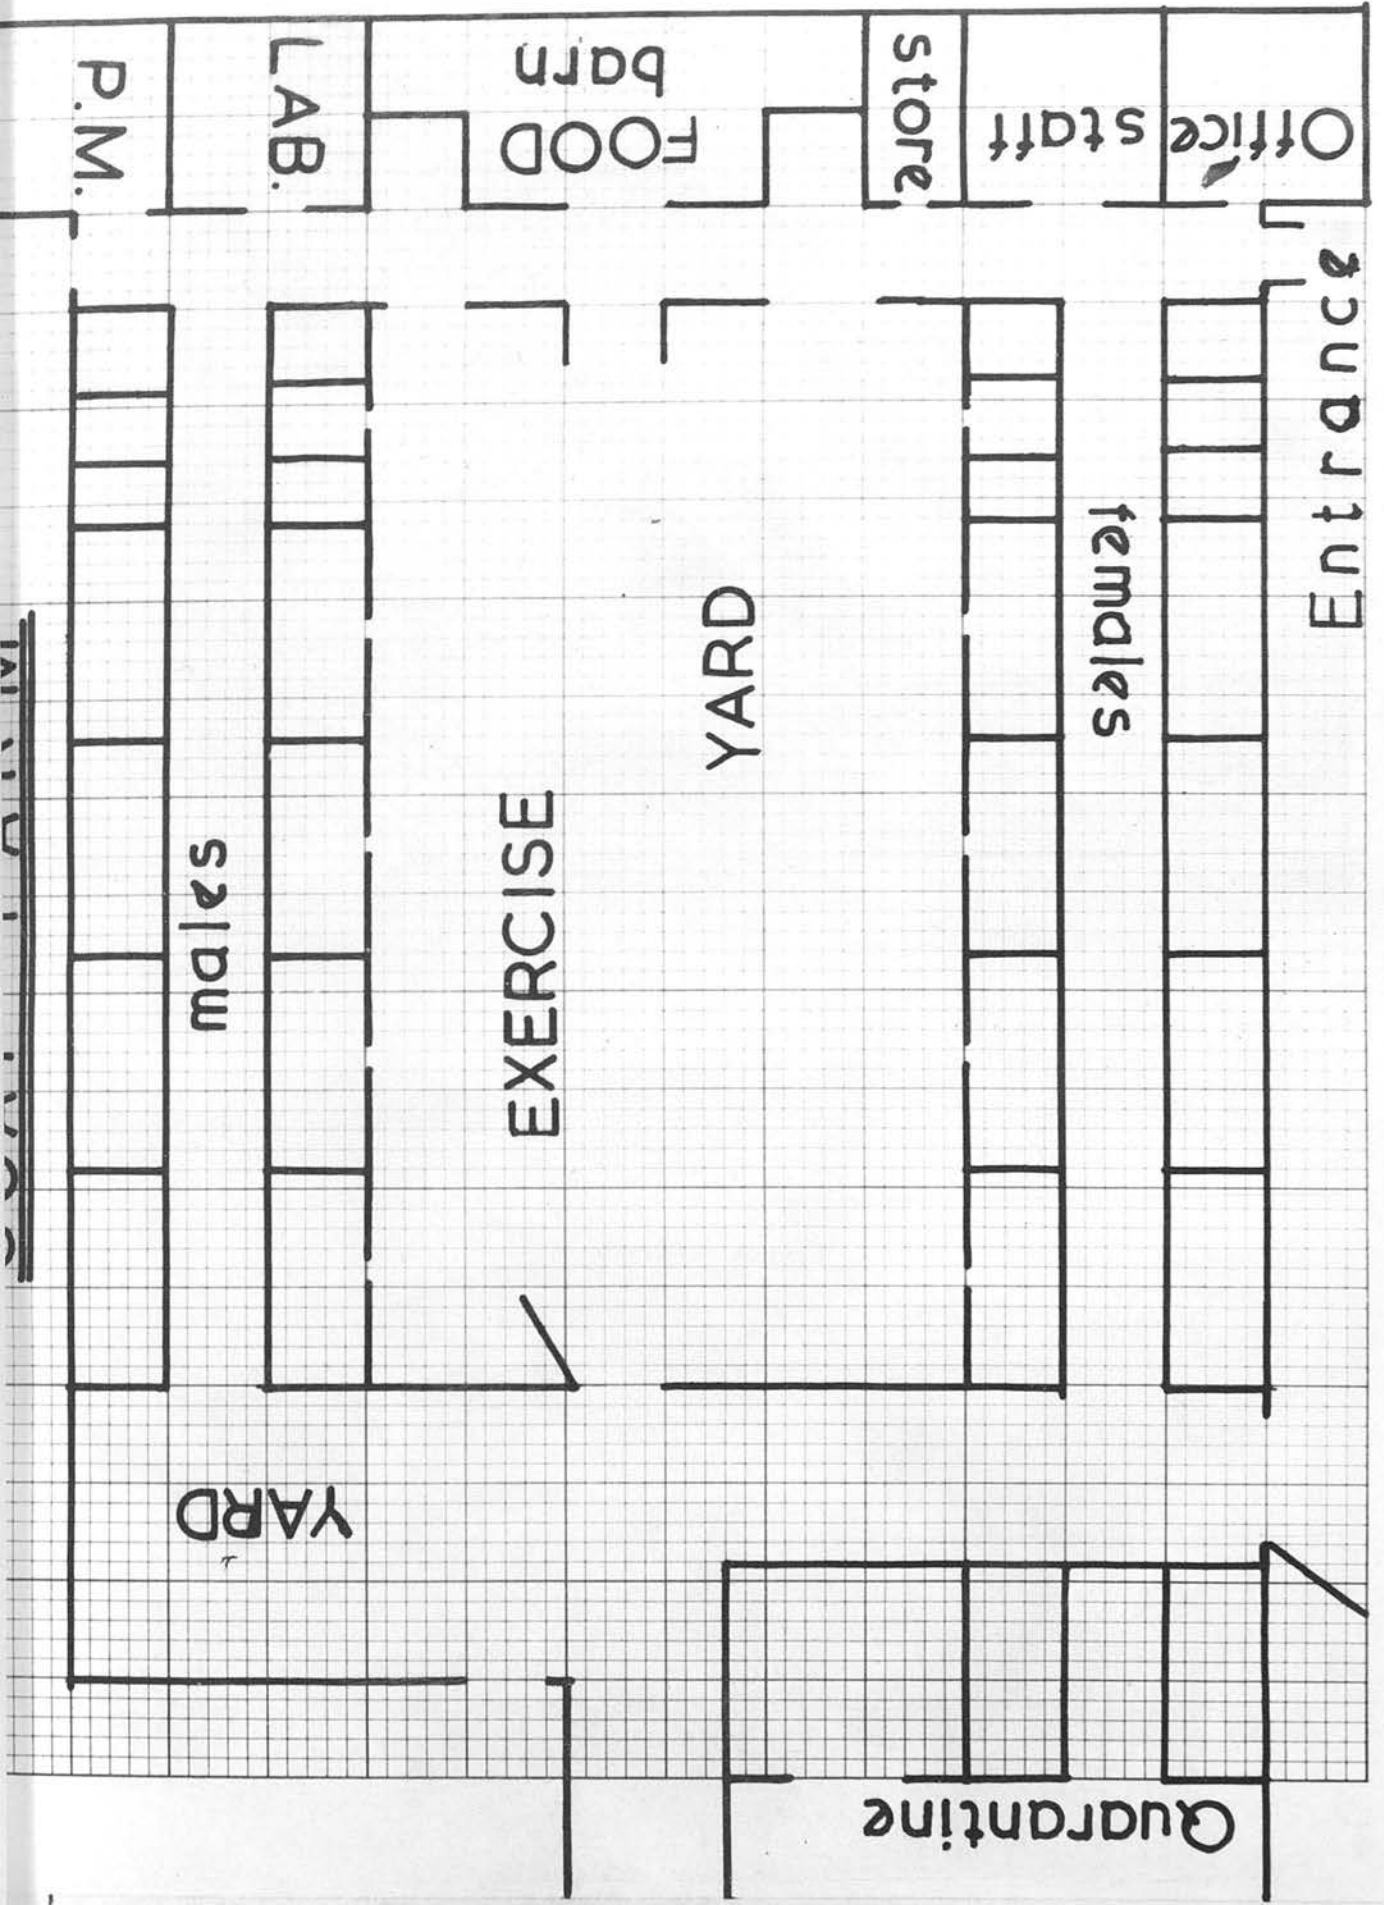 Office
staff
store
FOOD
barn
LAB.
P.M.
Entrance
females
YARD
EXERCISE
males
YARD
Quarantine